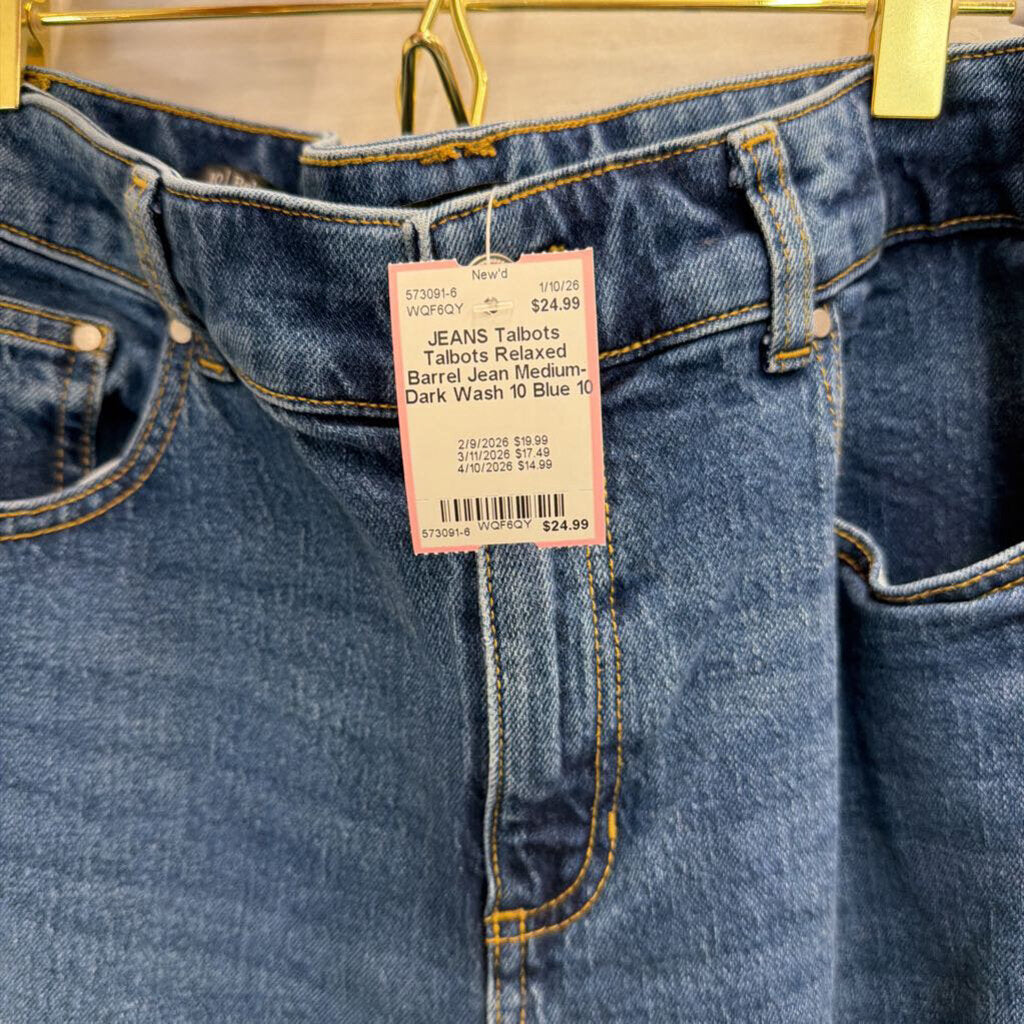 New'd
573091-6 1/10/26
WQF6QY $24.99
JEANS Talbots
Talbots Relaxed
Barrel Jean Medium-
Dark Wash 10 Blue 10
2/9/2026 $19.99
3/11/2026 $17.49
4/10/2026 $14.99
573091-6 WQF6QY $24.99